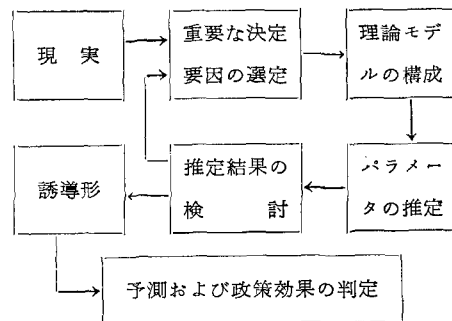 現実
重要な決定
要因の選定
理論モデ
ルの構成
誘導形
推定結果の
検討
パラメー
タの推定
予測および政策効果の判定